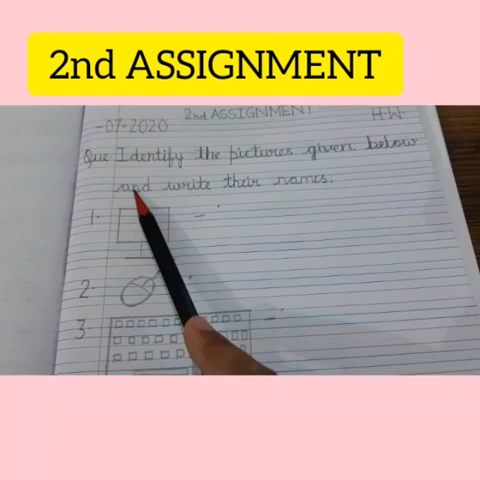 2nd ASSIGNMENT
2nd ASSIGNMENT
H.W
-07-2020
Que Identify the pictures given below
and write their names.
1-
2
3-